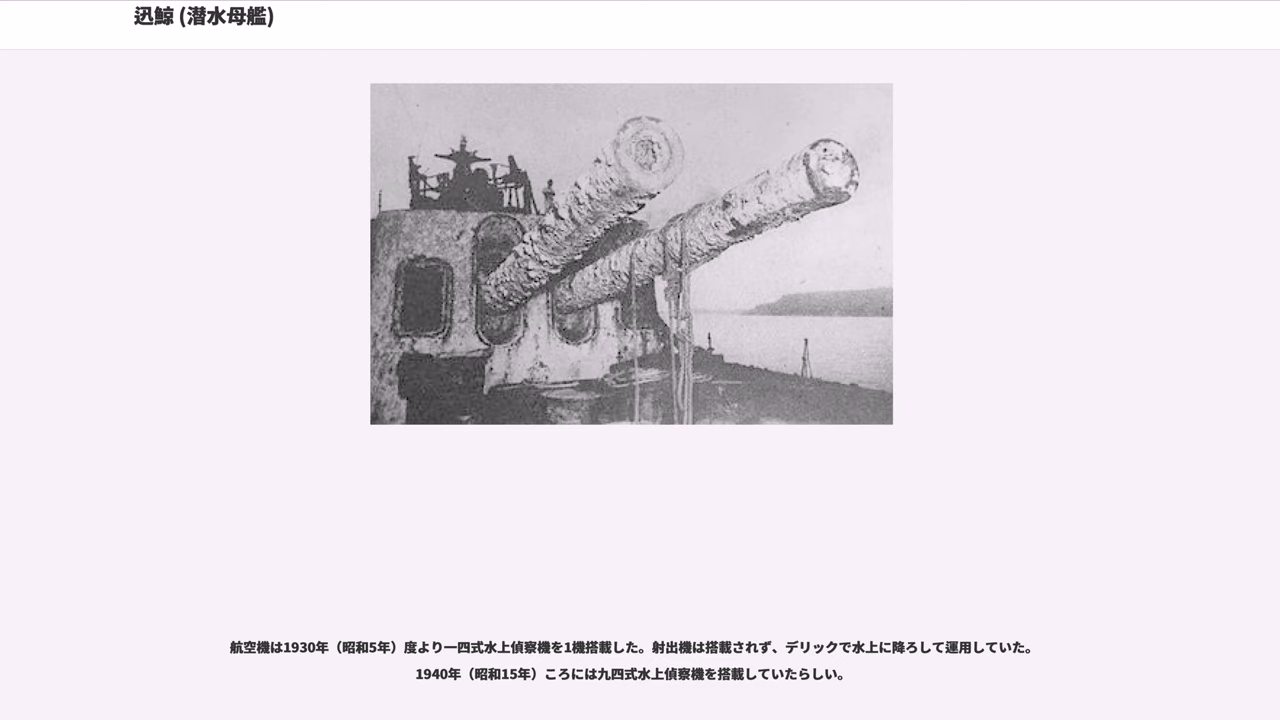 迅鯨 (潜水母艦)
航空機は1930年（昭和5年）度より一四式水上偵察機を1機搭載した。射出機は搭載されず、デリックで水上に降ろして運用していた。
1940年（昭和15年）ころには九四式水上偵察機を搭載していたらしい。